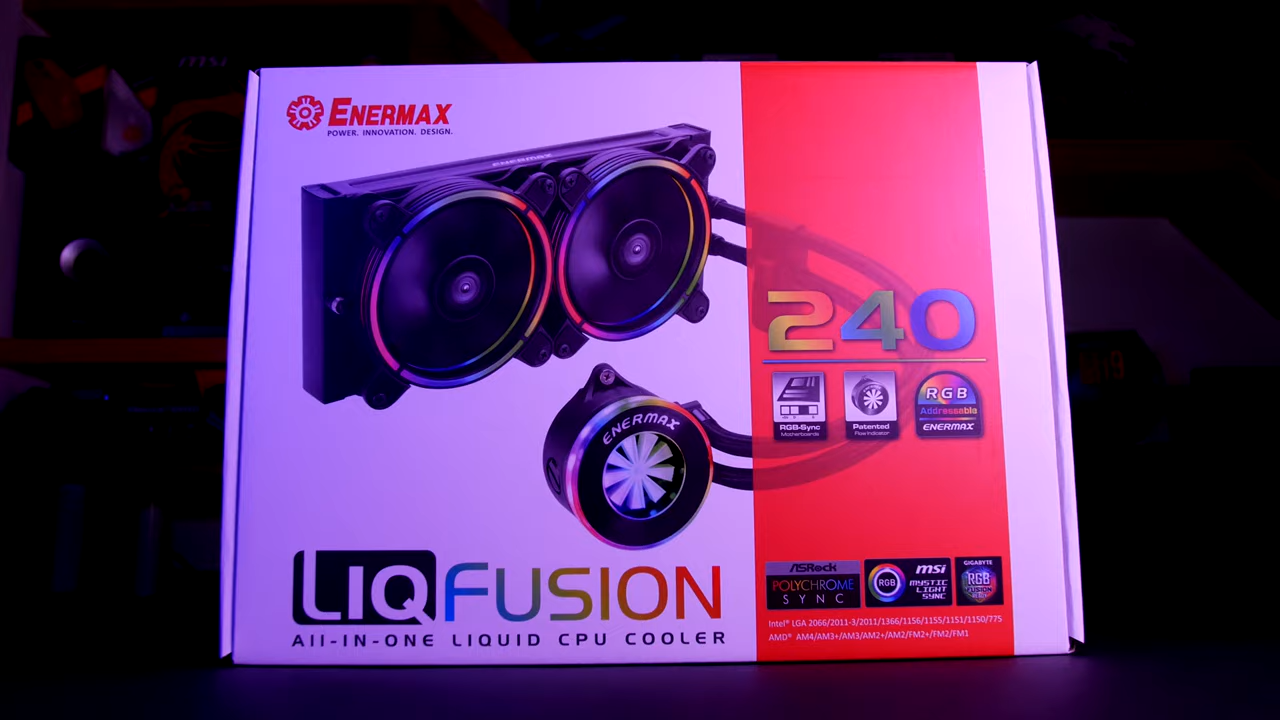 msi
ENERMAX
POWER. INNOVATION. DESIGN.
ENERMAX
240
RGB-Sync
Motherboards
Patented
Flow Indicator
RGB
Addressable
ENERMAX
ENERMAX
LIQFUSION
All-IN-ONE LIQUID CPU COOLER
ASRock
POLYCHROME
SYNC
RGB
msi
MYSTIC
LIGHT
SYNC
GIGABYTE
RGB
FUSION
Intel® LGA 2066/2011-3/2011/1366/1156/1155/1151/1150/775
AMD® AM4/AM3+/AM3/AM2+/AM2/FM2+/FM2/FM1